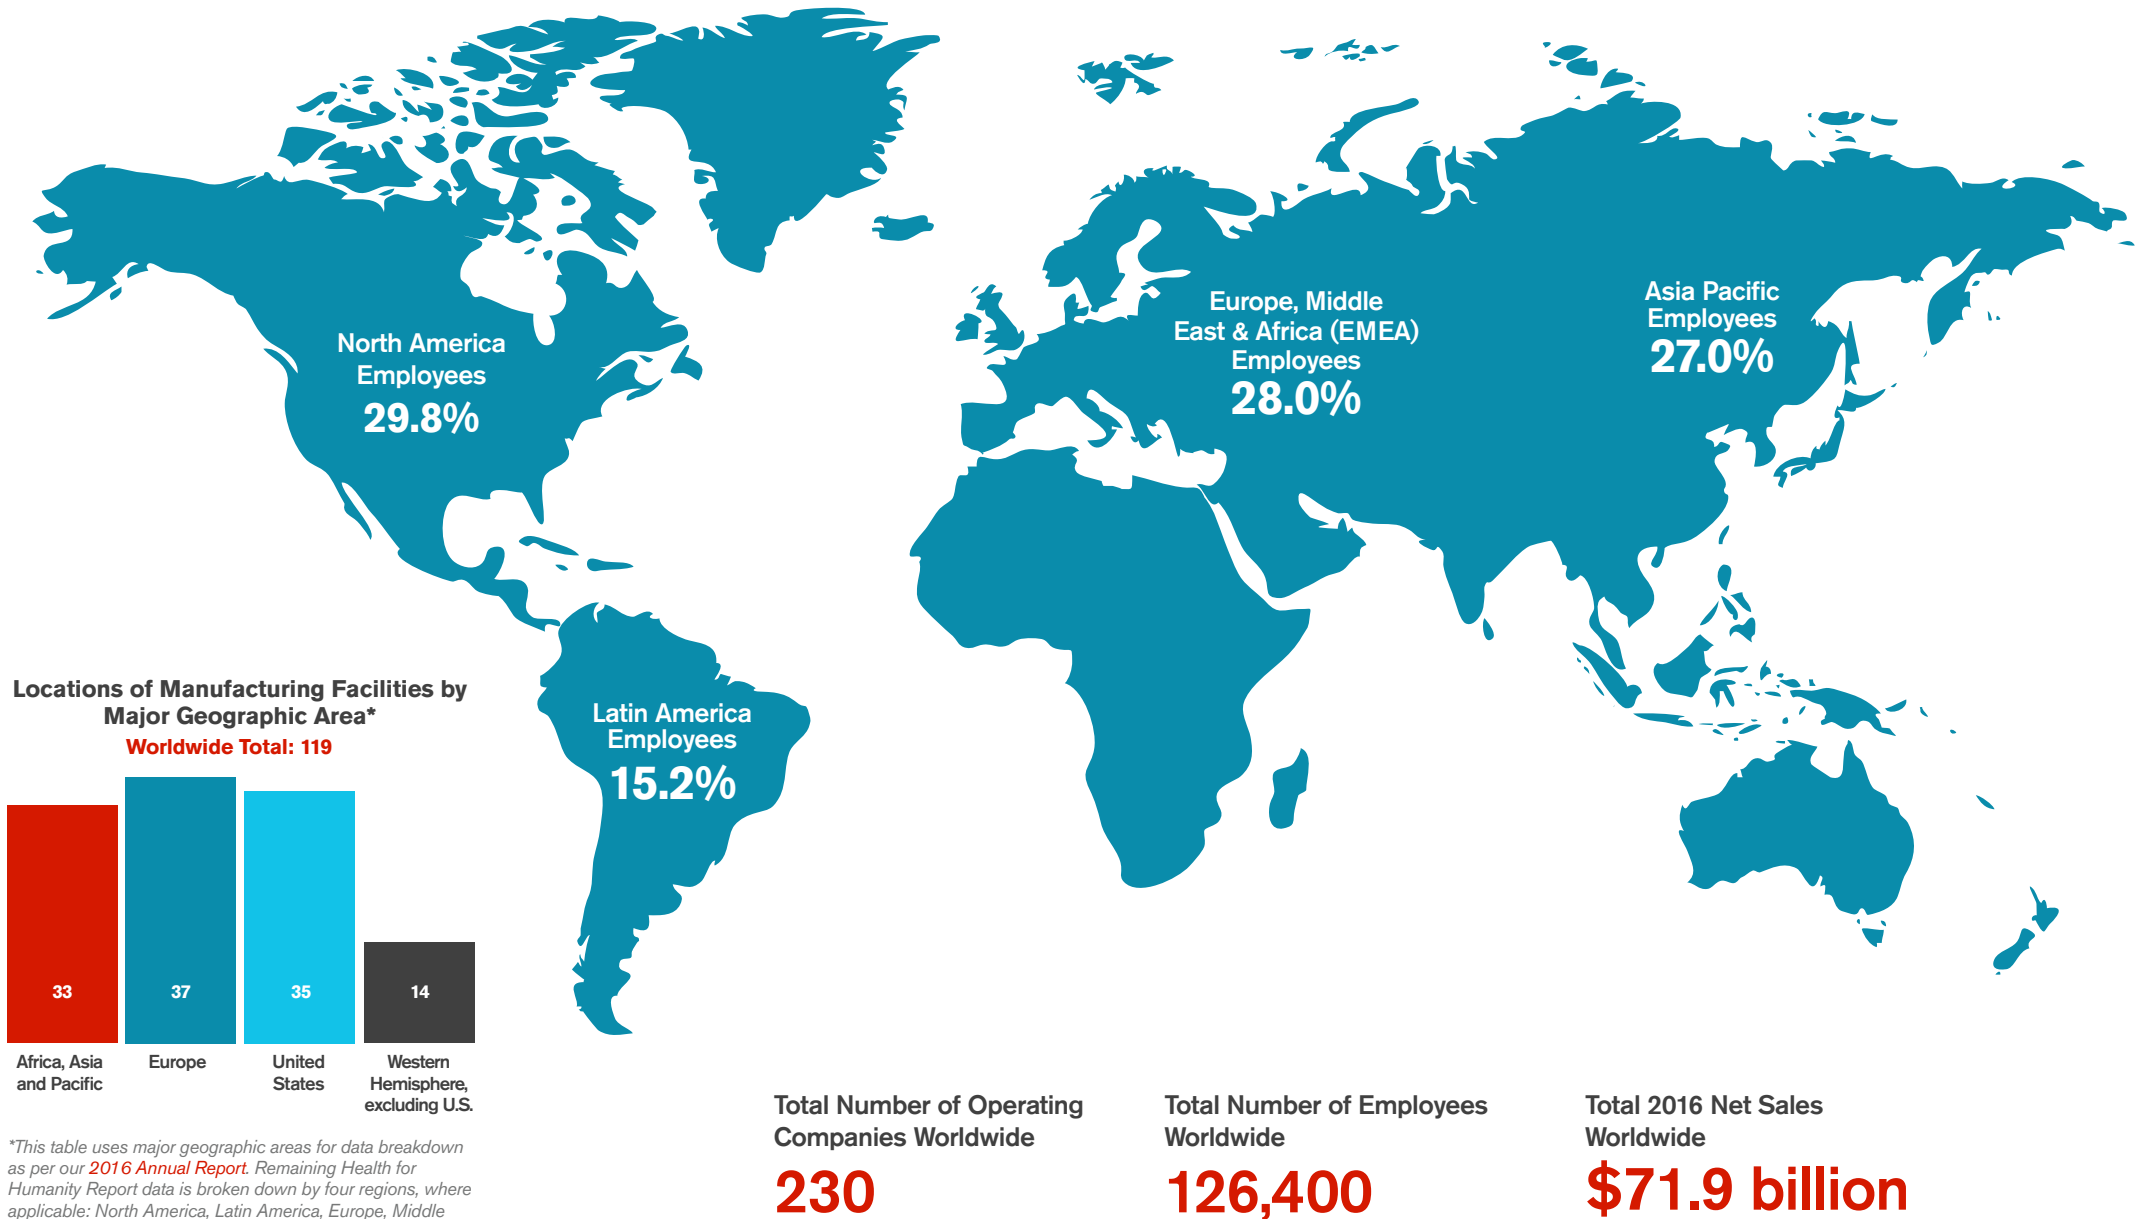 North America
Employees
29.8%
Europe, Middle
East & Africa (EMEA)
Employees
28.0%
Asia Pacific
Employees
27.0%
Latin America
Employees
15.2%
Locations of Manufacturing Facilities by
Major Geographic Area*
Worldwide Total: 119
33
37
35
14
Africa, Asia
and Pacific
Europe
United
States
Western
Hemisphere,
excluding U.S.
*This table uses major geographic areas for data breakdown
as per our 2016 Annual Report. Remaining Health for
Humanity Report data is broken down by four regions, where
applicable: North America, Latin America, Europe, Middle
Total Number of Operating
Companies Worldwide
230
Total Number of Employees
Worldwide
126,400
Total 2016 Net Sales
Worldwide
$71.9 billion